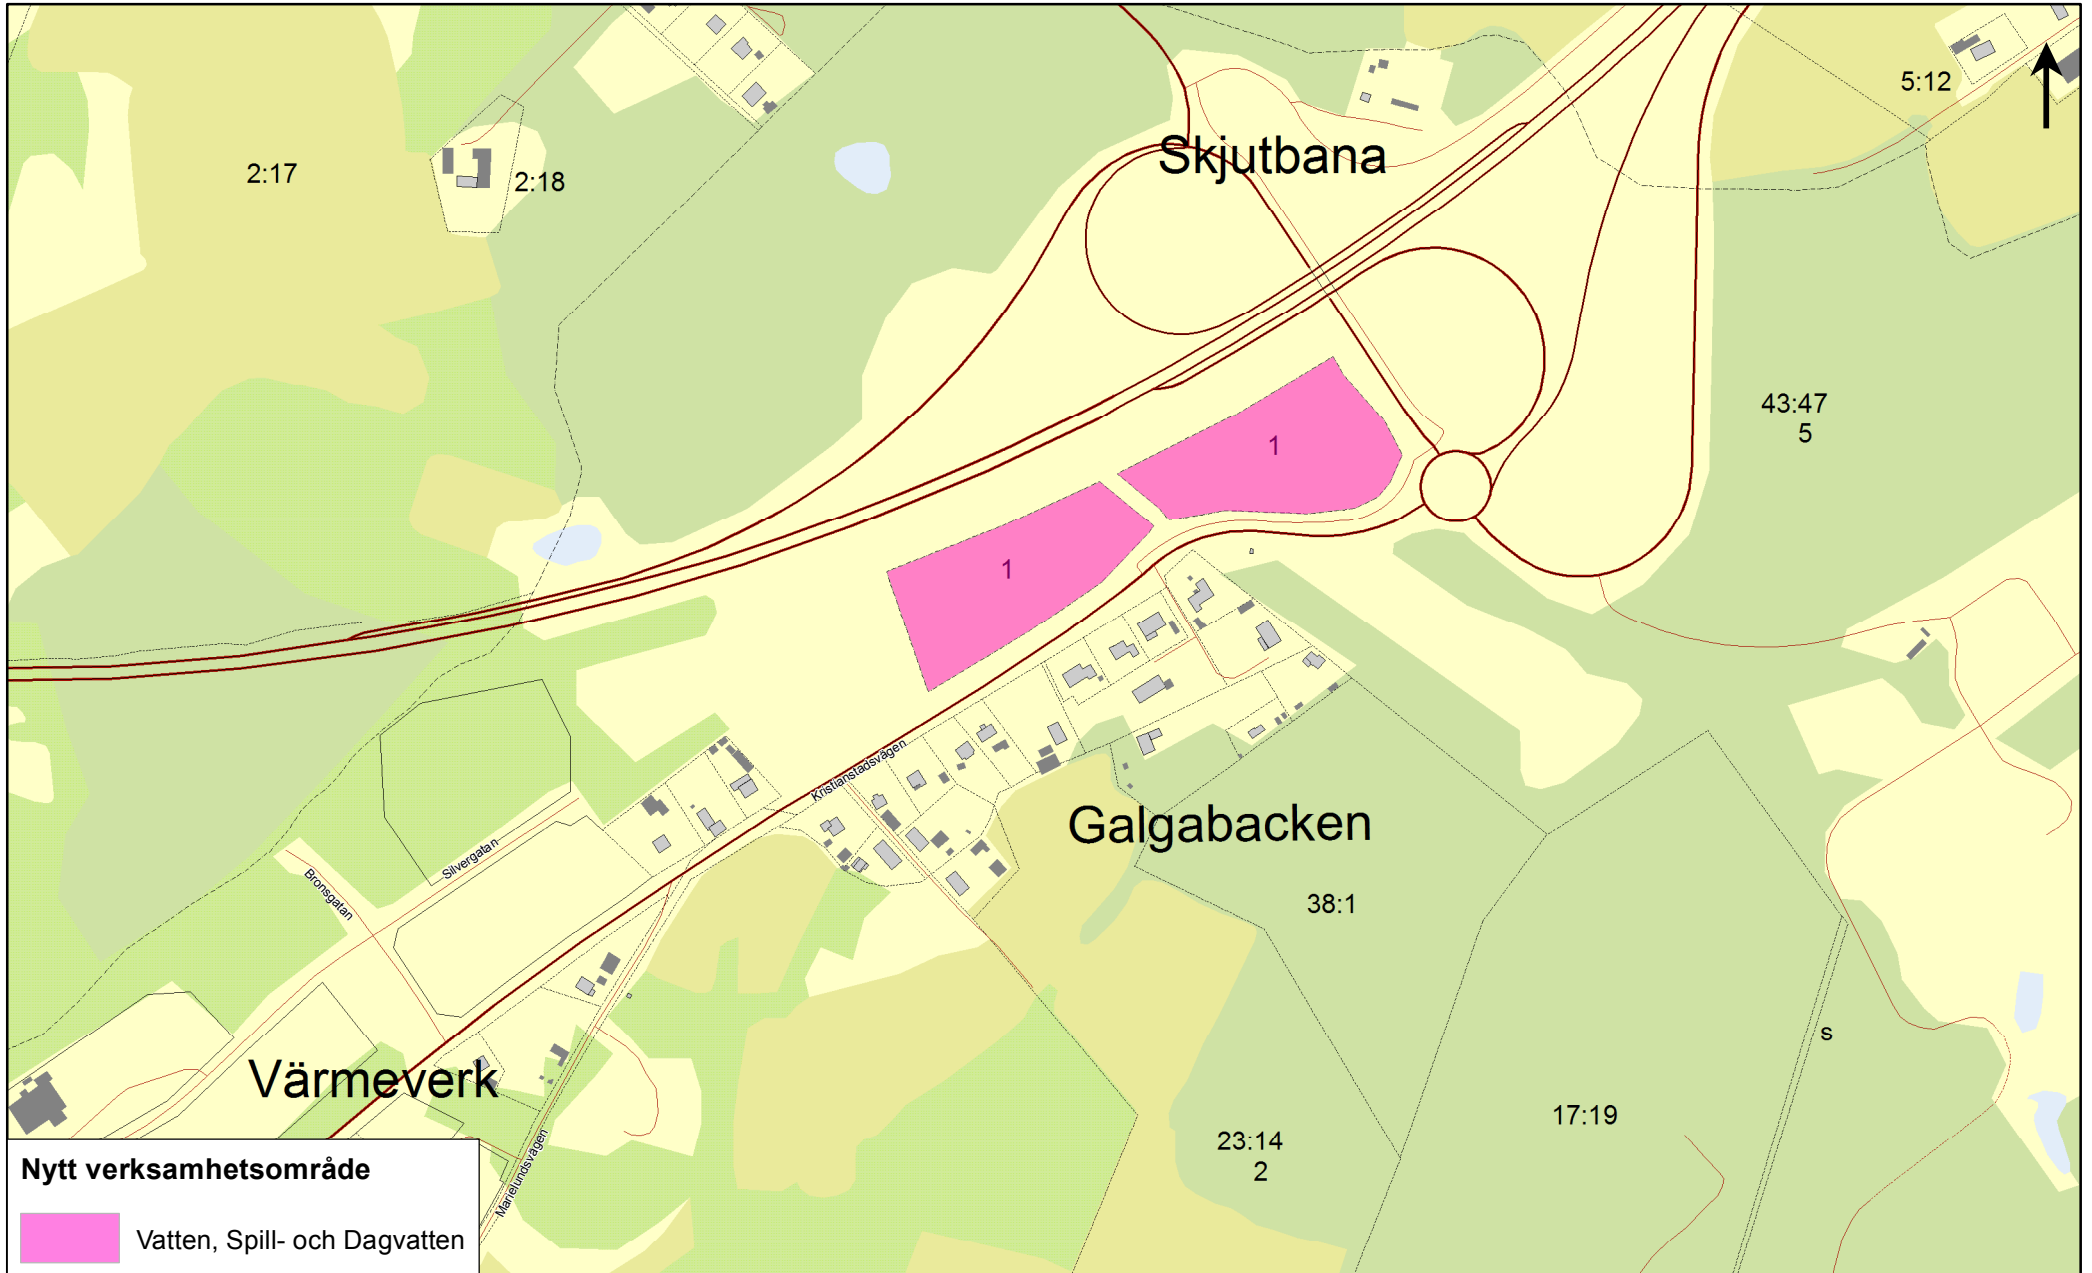 5:12
Skjutbana
2:17
2:18
43:47
5
1
1
Kristianstadsvägen
Galgabacken
Silvergatan
Bronsgatan
38:1
s
Värmeverk
17:19
23:14
2
Marielundsvägen
Nytt verksamhetsområde
Vatten, Spill- och Dagvatten